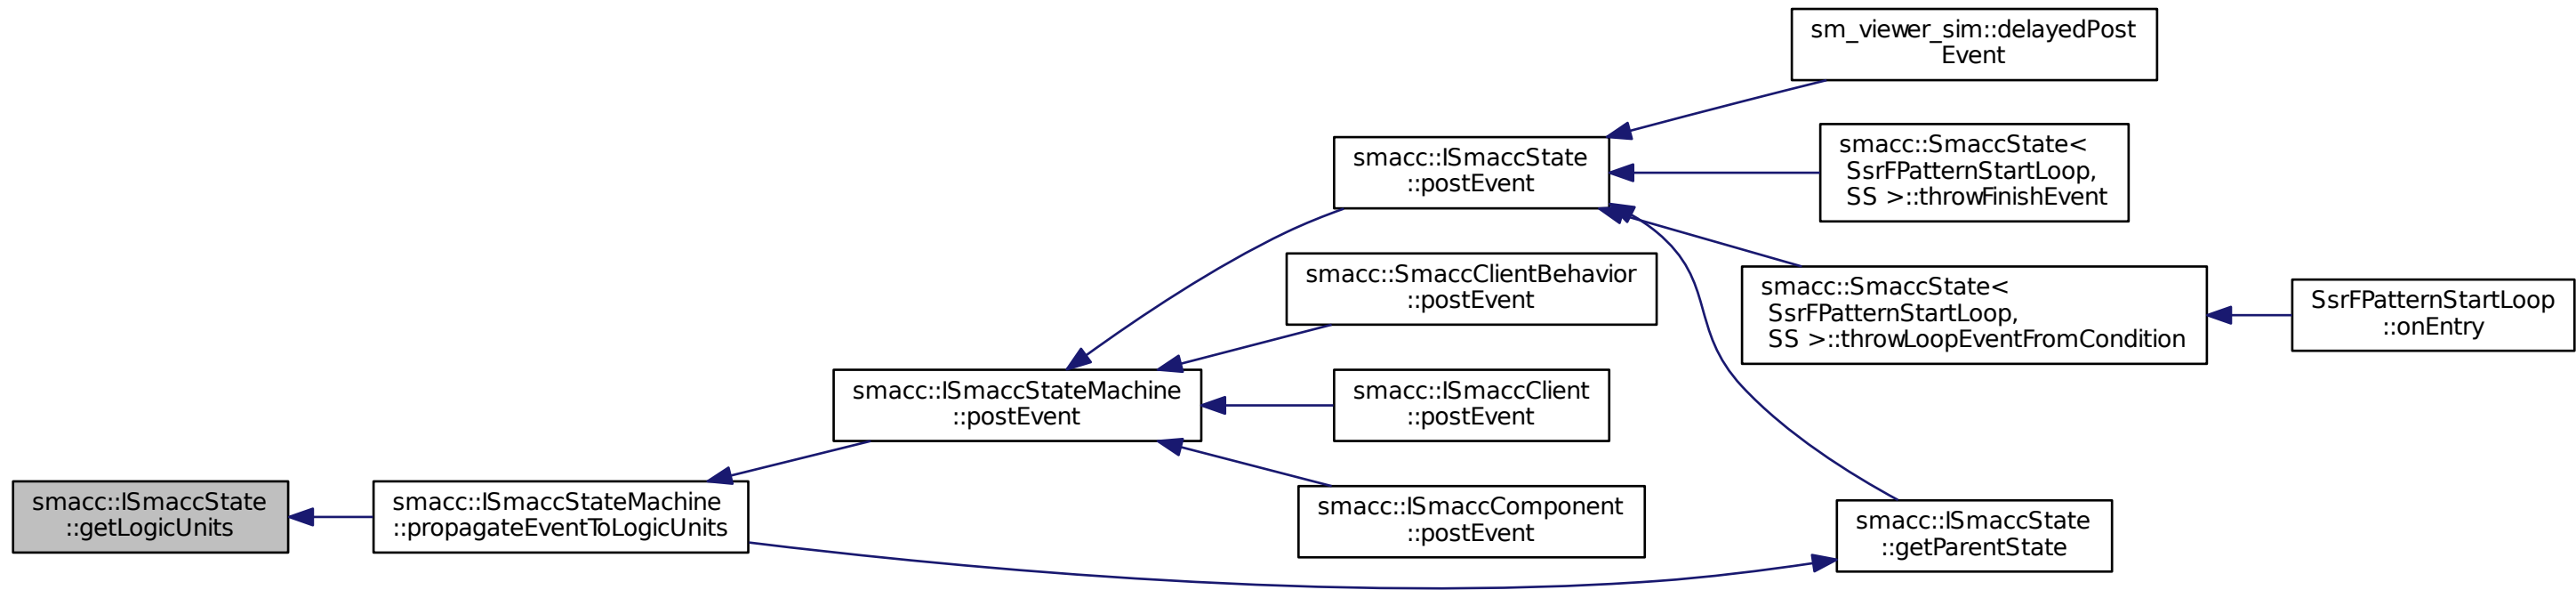 sm_viewer_sim::delayedPost
Event
smacc::ISmaccState
::postEvent
smacc::SmaccState<
SsrFPatternStartLoop,
SS >::throwFinishEvent
smacc::SmaccClientBehavior
::postEvent
smacc::SmaccState<
SsrFPatternStartLoop,
SS >::throwLoopEventFromCondition
SsrFPatternStartLoop
::onEntry
smacc::ISmaccStateMachine
::postEvent
smacc::ISmaccClient
::postEvent
smacc::ISmaccState
::getLogicUnits
smacc::ISmaccStateMachine
::propagateEventToLogicUnits
smacc::ISmaccComponent
::postEvent
smacc::ISmaccState
::getParentState